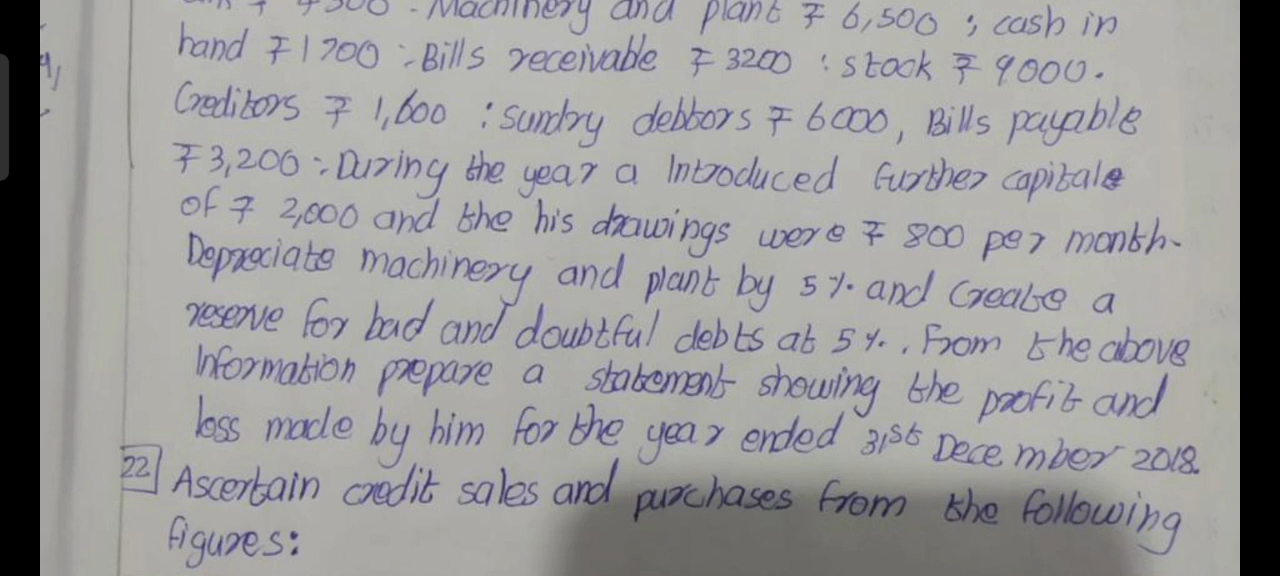 ₹ 4500 . Machinery and plant ₹ 6,500 ; cash in
hand ₹ 1700 :- Bills receivable ₹ 3200 : stock ₹ 9000.
Creditors ₹ 1,600 : Sundry debtors ₹ 6000, Bills payable
₹ 3,200 :- During the year a Introduced further capitale
of ₹ 2,000 and the his drawings were ₹ 800 per month.
Depreciate machinery and plant by 5 %. and Create a
reserve for bad and doubtful debts at 5 %. , From the above
Information prepare a statement showing the profit and
loss made by him for the year ended 31st December 2018.
22 Ascertain credit sales and purchases from the following
figures: